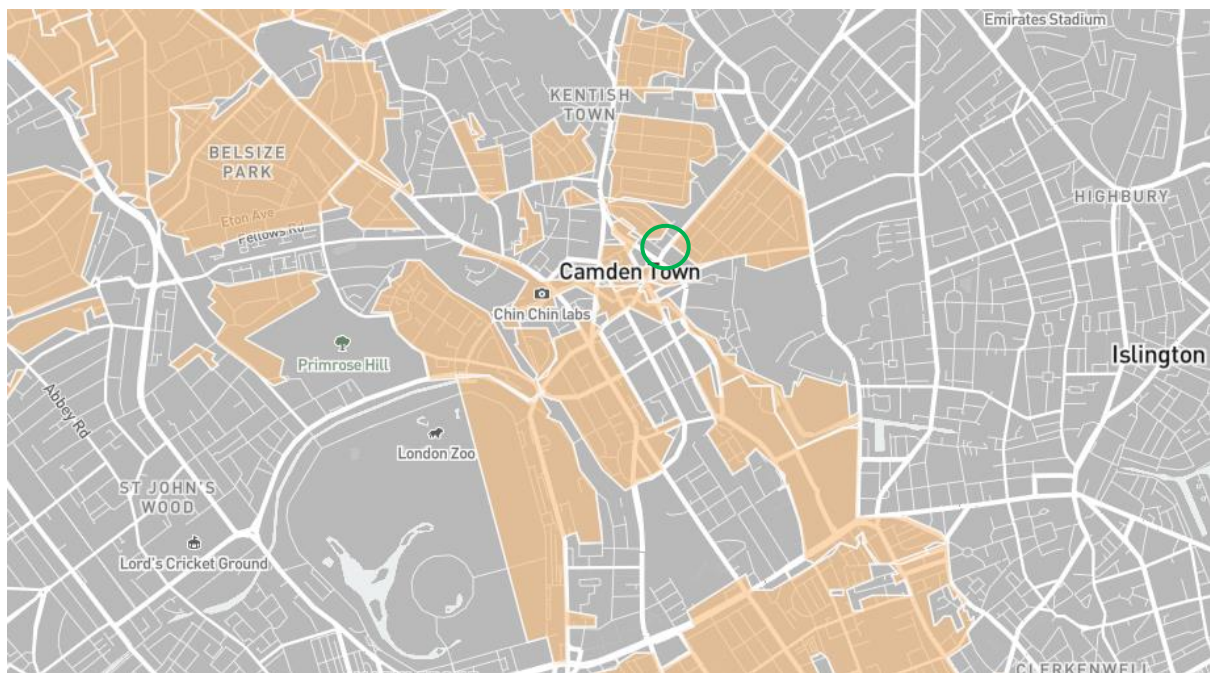 Emirates Stadium
KENTISH
TOWN
BELSIZE
PARK
HIGHBURY
Eton Ave
Fellows Rd
Camden Town
Chin Chin labs
Islington
Primrose Hill
Abbey Rd
London Zoo
ST JOHN'S
WOOD
Lord's Cricket Ground
CLERKENWELL